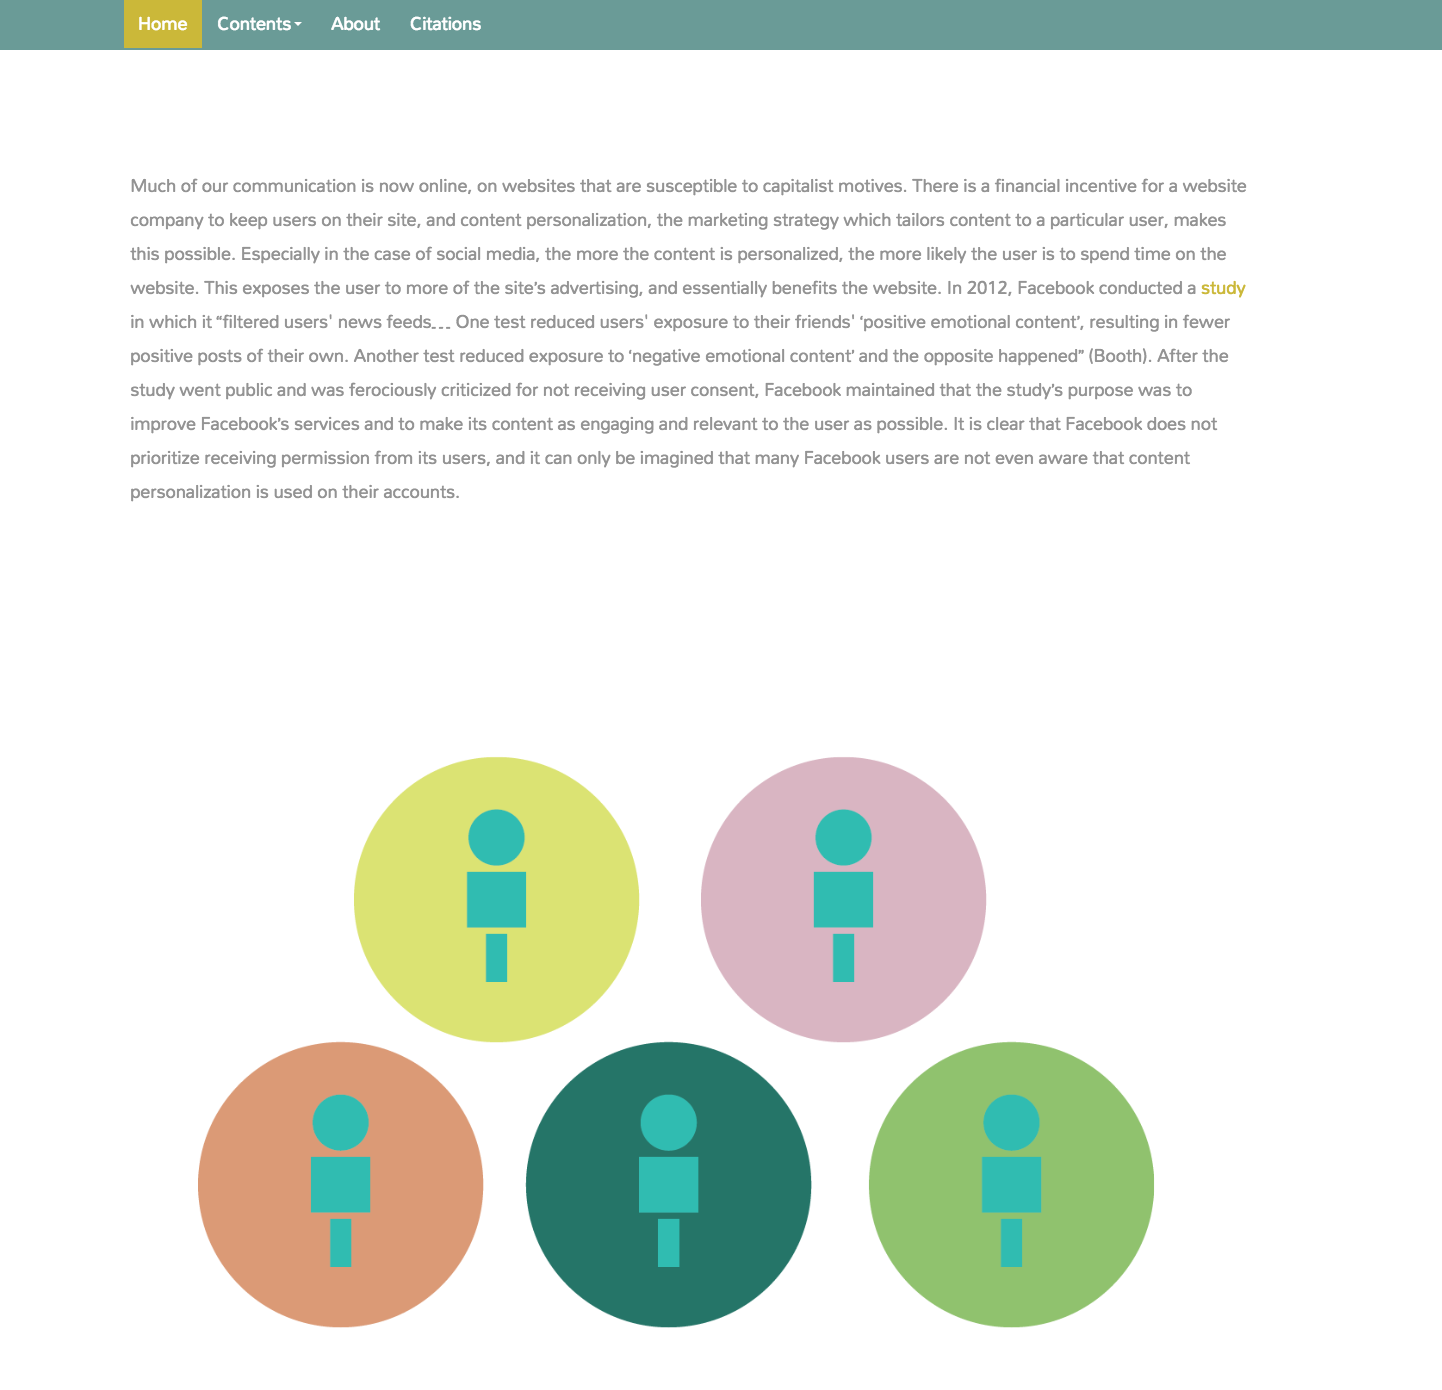 Home Contents About Citations
Much of our communication is now online, on websites that are susceptible to capitalist motives. There is a financial incentive for a website
company to keep users on their site, and content personalization, the marketing strategy which tailors content to a particular user, makes
this possible. Especially in the case of social media, the more the content is personalized, the more likely the user is to spend time on the
website. This exposes the user to more of the site’s advertising, and essentially benefits the website. In 2012, Facebook conducted a study
in which it “filtered users' news feeds… One test reduced users' exposure to their friends' ‘positive emotional content’, resulting in fewer
positive posts of their own. Another test reduced exposure to ‘negative emotional content’ and the opposite happened” (Booth). After the
study went public and was ferociously criticized for not receiving user consent, Facebook maintained that the study’s purpose was to
improve Facebook’s services and to make its content as engaging and relevant to the user as possible. It is clear that Facebook does not
prioritize receiving permission from its users, and it can only be imagined that many Facebook users are not even aware that content
personalization is used on their accounts.